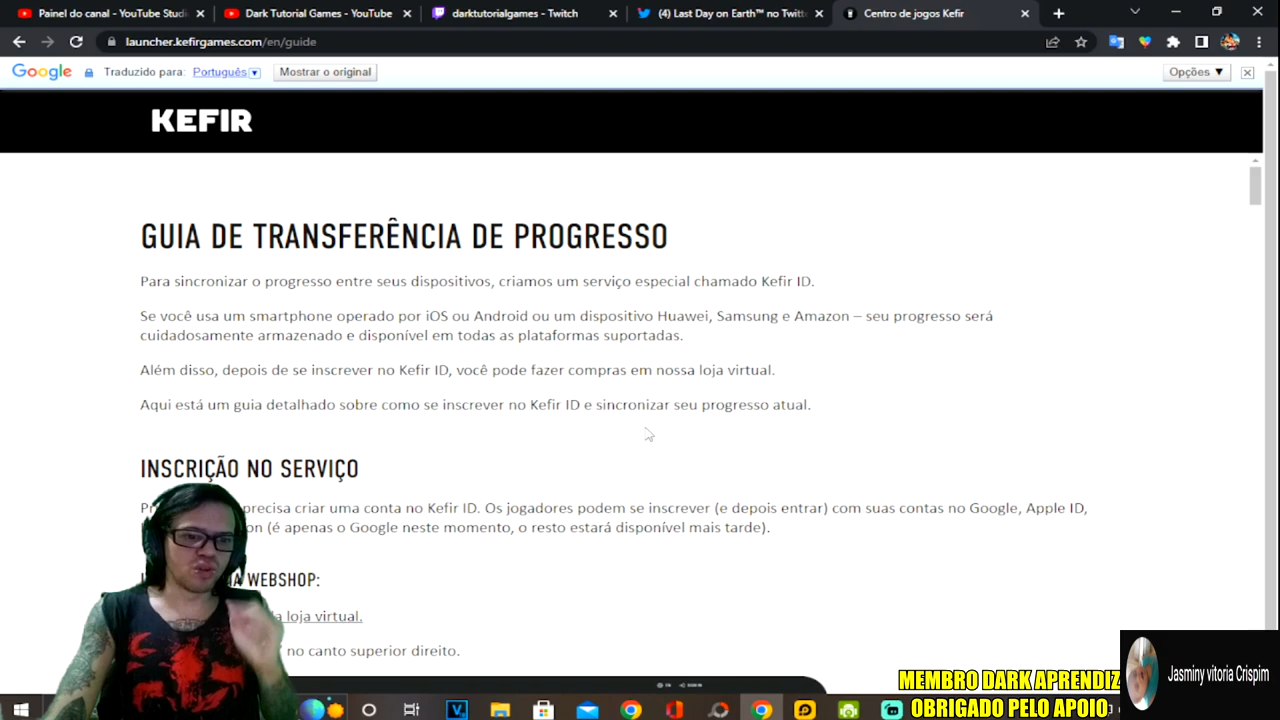 Painel do canal - YouTube Studi
Dark Tutorial Games - YouTube
darktutorialgames - Twitch
(4) Last Day on Earth™ no Twitt
Centro de jogos Kefir
launcher.kefirgames.com/en/guide
Google Traduzido para: Português Mostrar o original Opções ▼
KEFIR
GUIA DE TRANSFERÊNCIA DE PROGRESSO
Para sincronizar o progresso entre seus dispositivos, criamos um serviço especial chamado Kefir ID.
Se você usa um smartphone operado por iOS ou Android ou um dispositivo Huawei, Samsung e Amazon – seu progresso será
cuidadosamente armazenado e disponível em todas as plataformas suportadas.
Além disso, depois de se inscrever no Kefir ID, você pode fazer compras em nossa loja virtual.
Aqui está um guia detalhado sobre como se inscrever no Kefir ID e sincronizar seu progresso atual.
INSCRIÇÃO NO SERVIÇO
precisa criar uma conta no Kefir ID. Os jogadores podem se inscrever (e depois entrar) com suas contas no Google, Apple ID,
(é apenas o Google neste momento, o resto estará disponível mais tarde).
WEBSHOP:
loja virtual.
no canto superior direito.
Jasminy vitoria Crispim
MEMBRO DARK APRENDIZ
OBRIGADO PELO APOIO